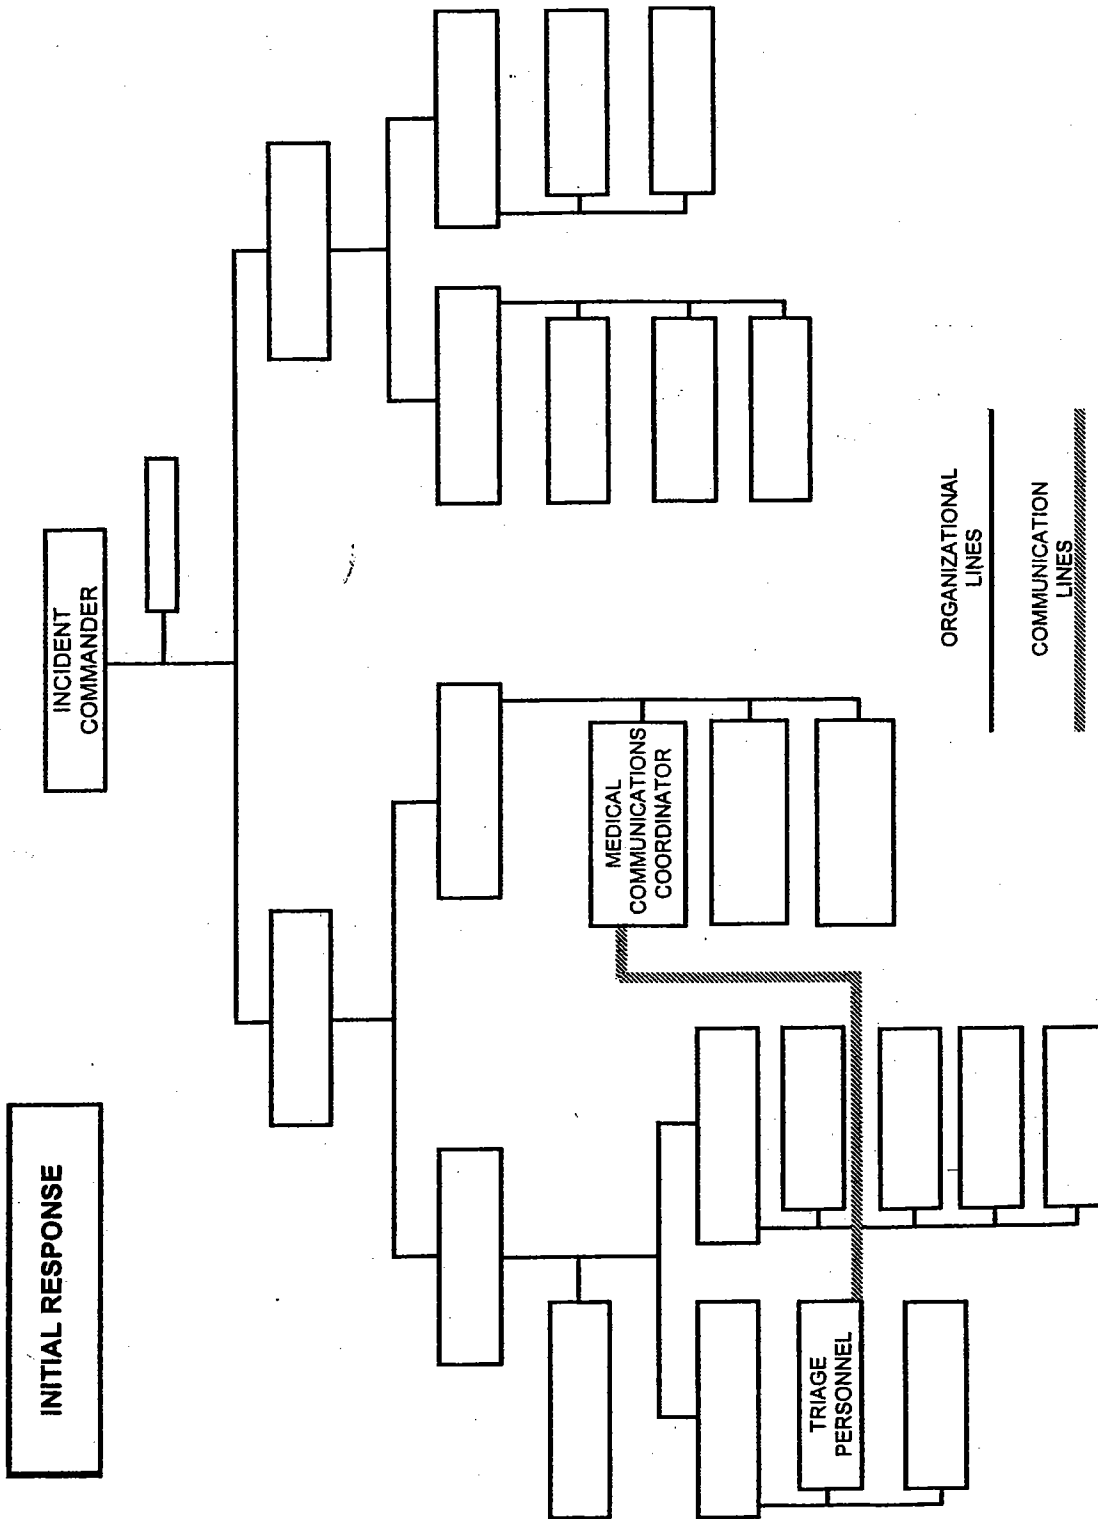 INITIAL RESPONSE
INCIDENT
COMMANDER
MEDICAL
COMMUNICATIONS
COORDINATOR
TRIAGE
PERSONNEL
ORGANIZATIONAL
LINES
COMMUNICATION
LINES